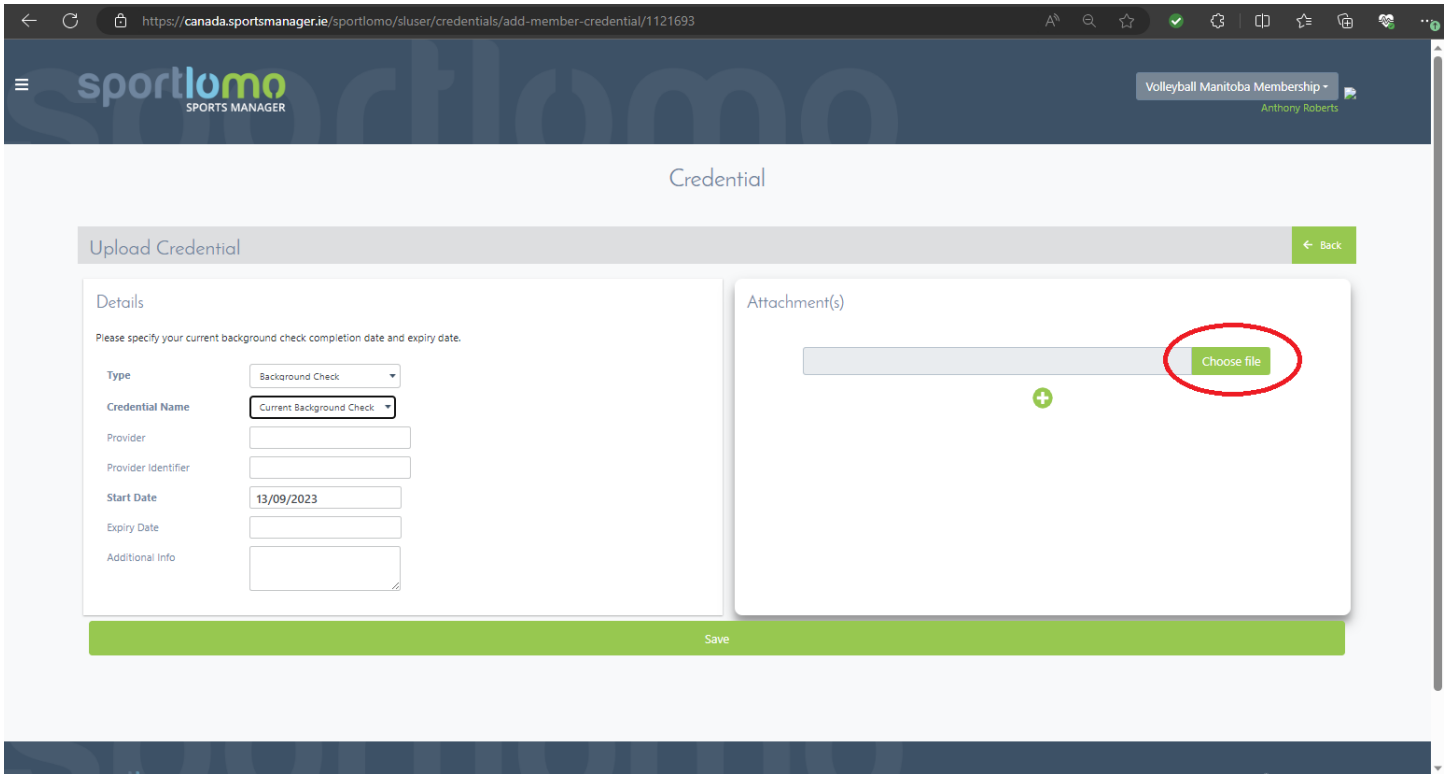 https://canada.sportsmanager.ie/sportlomo/sluser/credentials/add-member-credential/1121693
sportlomo
SPORTS MANAGER
Volleyball Manitoba Membership
Anthony Roberts
Credential
Upload Credential
← Back
Details
Please specify your current background check completion date and expiry date.
Type
Background Check
Credential Name
Current Background Check
Provider
Provider Identifier
Start Date
13/09/2023
Expiry Date
Additional Info
Attachment(s)
Choose file
Save